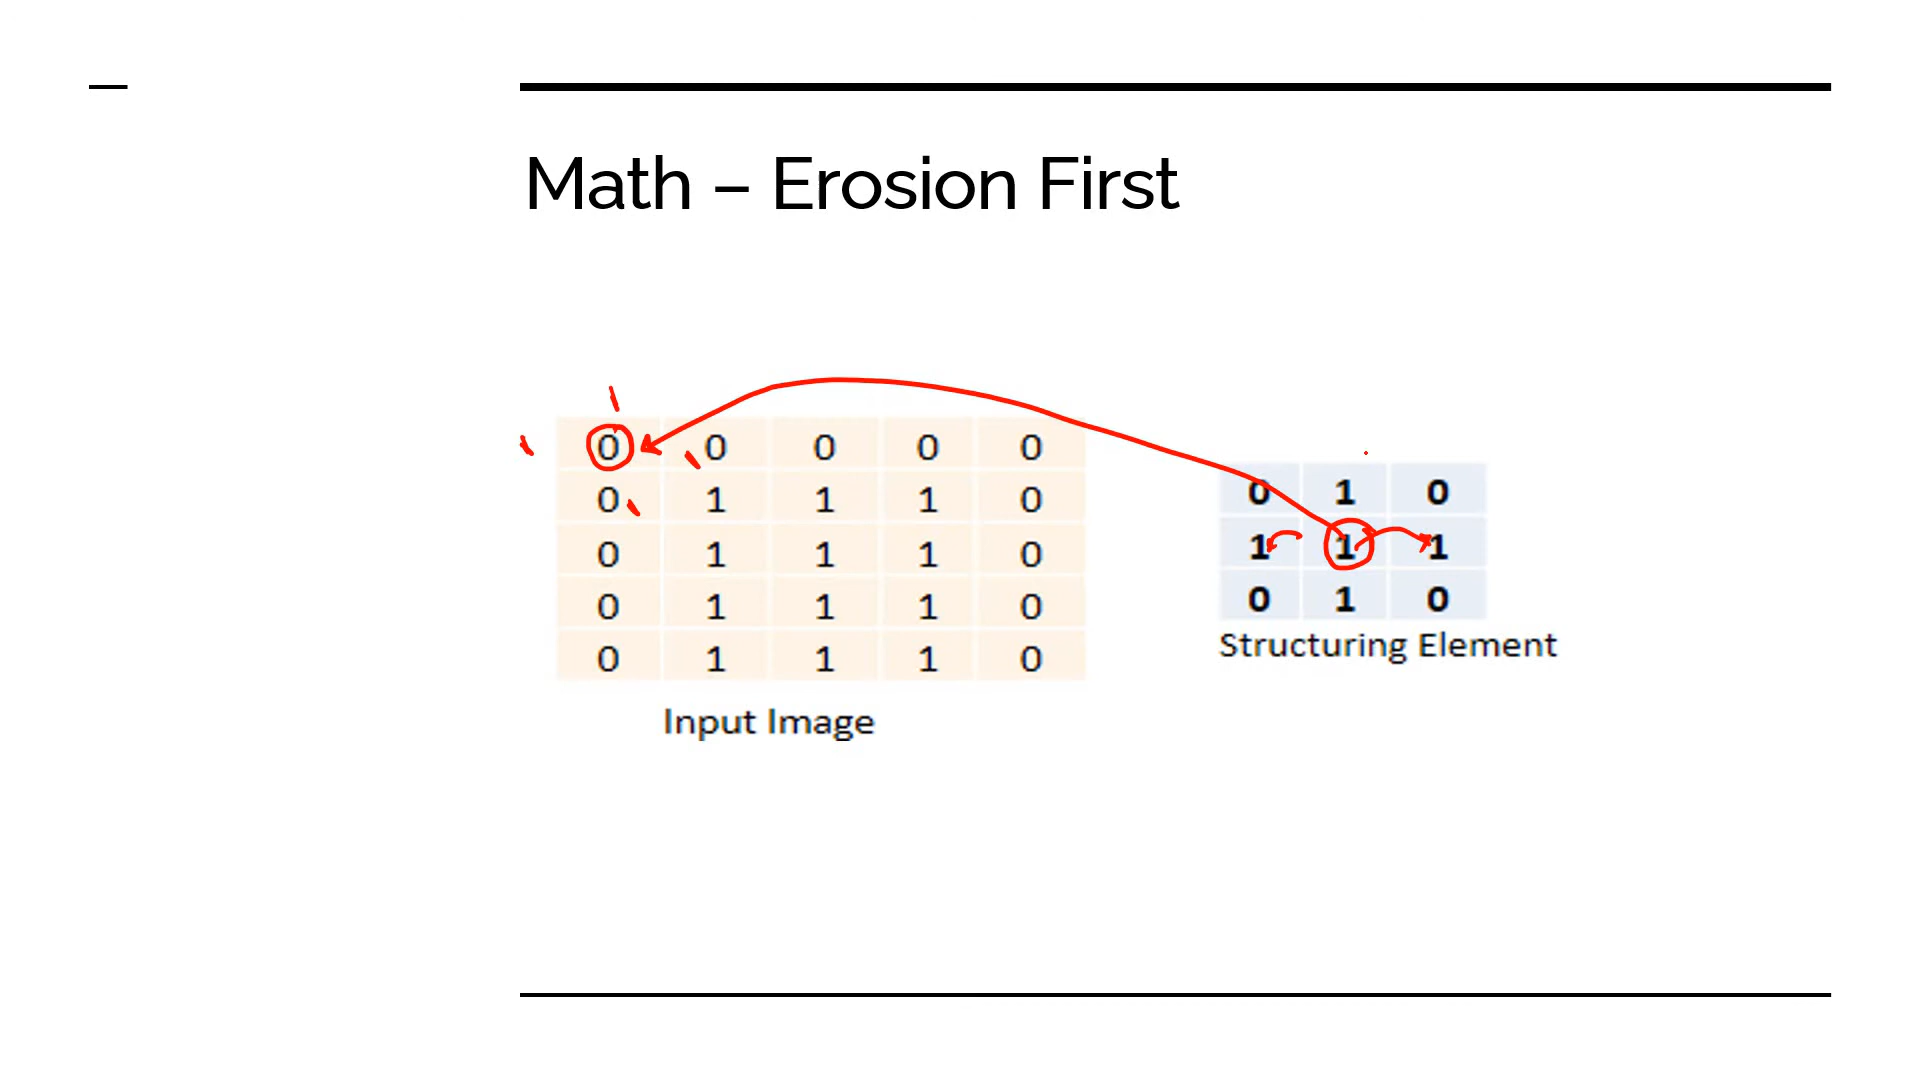 Math – Erosion First
0 0 0 0 0
0 1 1 1 0
0 1 1 1 0
0 1 1 1 0
0 1 1 1 0
Input Image
0 1 0
1 1 1
0 1 0
Structuring Element